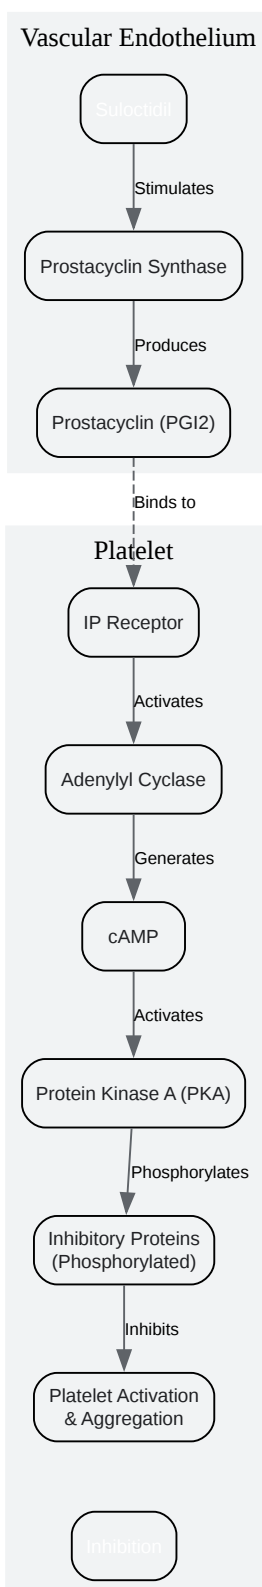 Vascular Endothelium
Suloctidil
Stimulates
Prostacyclin Synthase
Produces
Prostacyclin (PGI2)
Binds to
Platelet
IP Receptor
Activates
Adenylyl Cyclase
Generates
cAMP
Activates
Protein Kinase A (PKA)
Phosphorylates
Inhibitory Proteins
(Phosphorylated)
Inhibits
Platelet Activation
& Aggregation
Inhibition